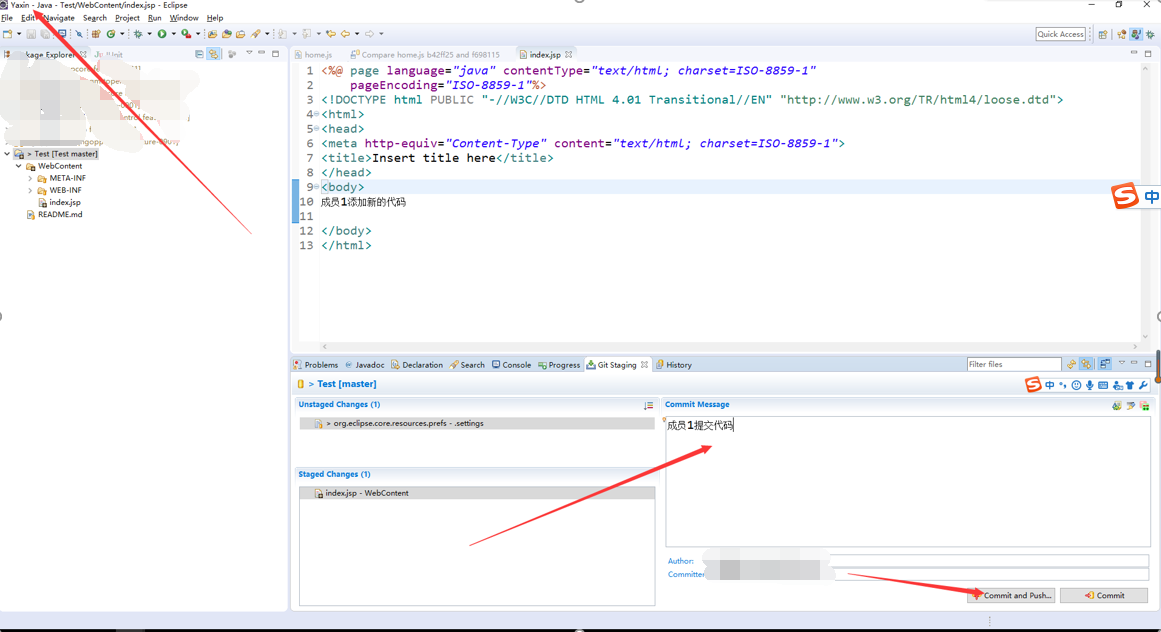 Yaxin - Java - Test/WebContent/index.jsp - Eclipse
File Edit Navigate Search Project Run Window Help
Quick Access
Package Explorer JUnit
home.js Compare home.js b42ff25 and f698115 index.jsp
> Test [Test master]
WebContent
META-INF
WEB-INF
index.jsp
README.md
1 <%@ page language="java" contentType="text/html; charset=ISO-8859-1"
2 pageEncoding="ISO-8859-1"%>
3 <!DOCTYPE html PUBLIC "-//W3C//DTD HTML 4.01 Transitional//EN" "http://www.w3.org/TR/html4/loose.dtd">
4 <html>
5 <head>
6 <meta http-equiv="Content-Type" content="text/html; charset=ISO-8859-1">
7 <title>Insert title here</title>
8 </head>
9 <body>
10 成员1添加新的代码
11
12 </body>
13 </html>
S 中
Problems Javadoc Declaration Search Console Progress Git Staging History
Filter files
> Test [master]
S 中
Unstaged Changes (1)
> org.eclipse.core.resources.prefs - .settings
Staged Changes (1)
index.jsp - WebContent
Commit Message
成员1提交代码
Author:
Committer
Commit and Push... Commit